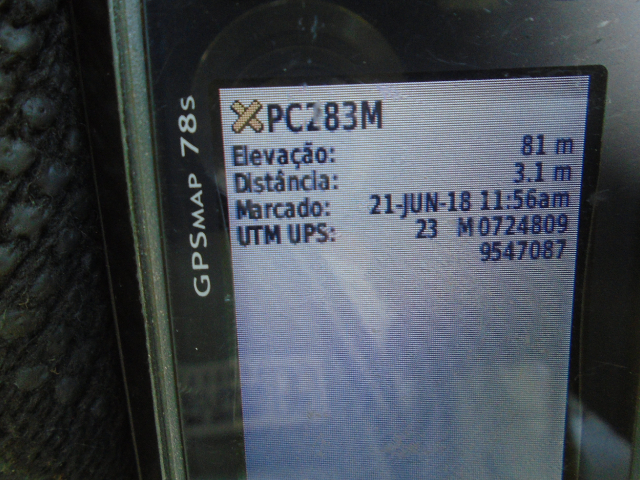 GPSMAP 78s
PC283M
Elevação: 81 m
Distância: 3.1 m
Marcado: 21-JUN-18 11:56am
UTM UPS: 23 M 0724809
9547087